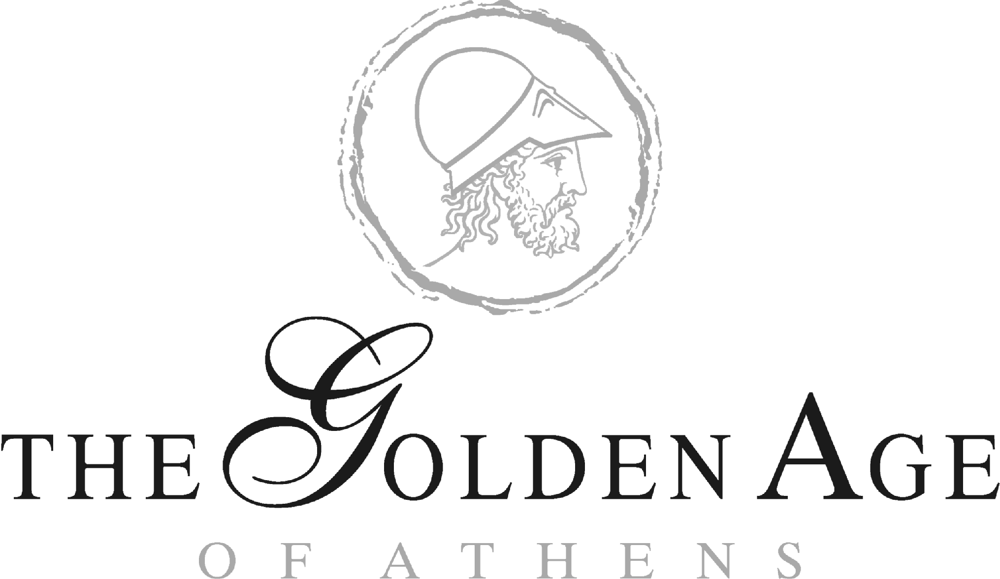 THE GOLDEN AGE
OF ATHENS